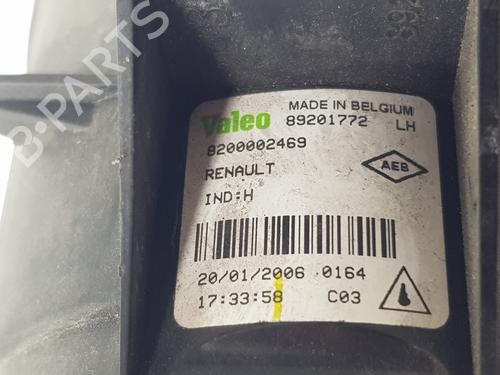 MADE IN BELGIUM
Valeo 89201772 LH
8200002469
RENAULT AEB
IND:H
20/01/2006 0164
17:33:58 C03
B-PARTS